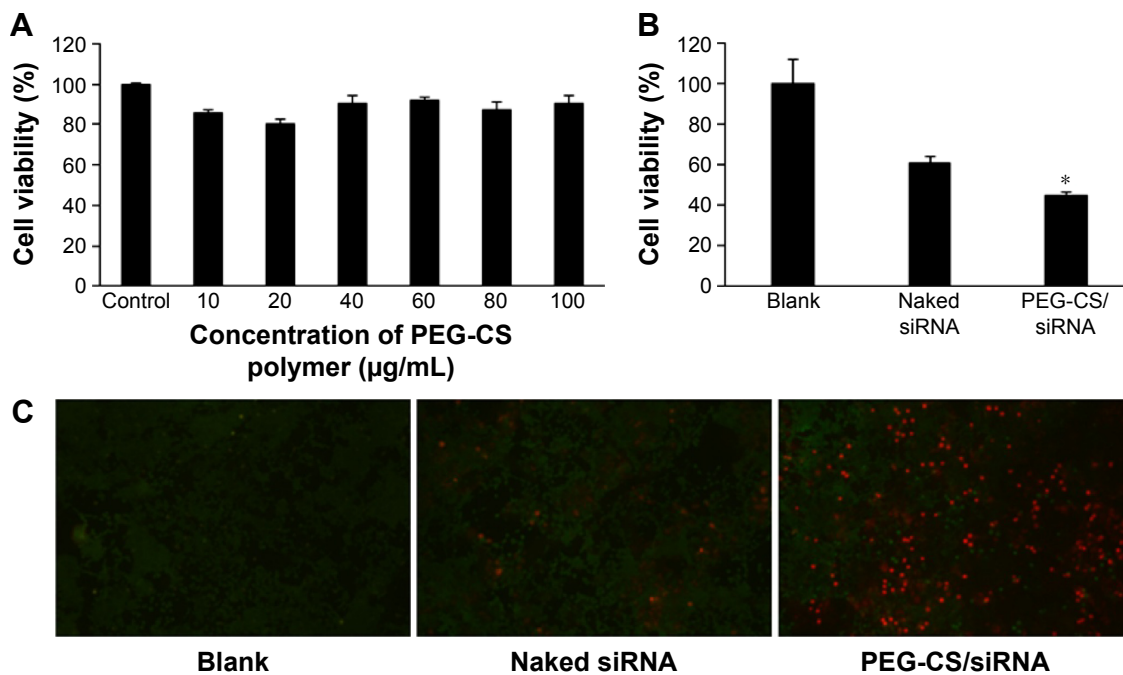 A
Cell viability (%)
120
100
80
60
40
20
0
Control 10 20 40 60 80 100
Concentration of PEG-CS
polymer (µg/mL)
B
Cell viability (%)
120
100
80
60
40
20
0
*
Blank Naked PEG-CS/
siRNA siRNA
C
Blank Naked siRNA PEG-CS/siRNA